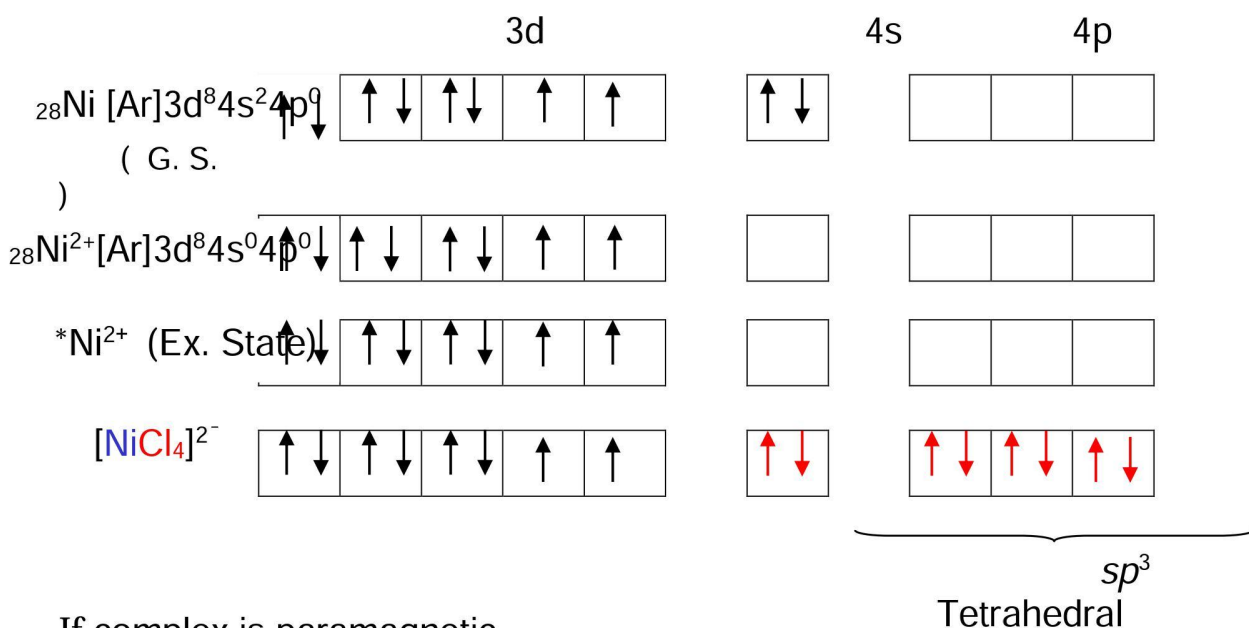 3d 4s 4p
₂₈Ni [Ar]3d⁸4s²4p⁰
( G. S.
)
₂₈Ni²⁺[Ar]3d⁸4s⁰4p⁰
*Ni²⁺ (Ex. State)
[NiCl₄]²⁻
sp³
Tetrahedral
If complex is paramagnetic